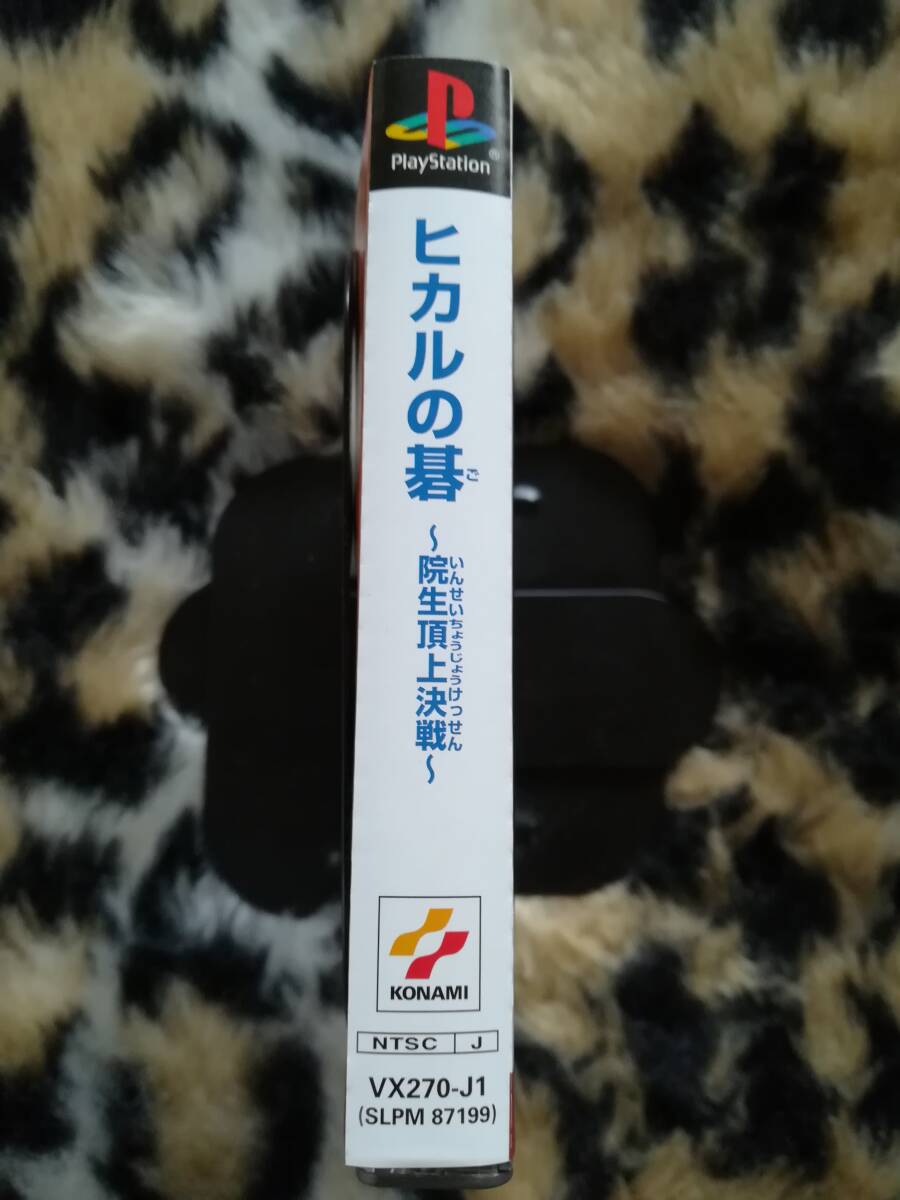 PlayStation®
ヒカルの碁
ご
～院生頂上決戦～
いんせいちょうじょうけっせん
KONAMI
NTSC J
VX270-J1
(SLPM 87199)